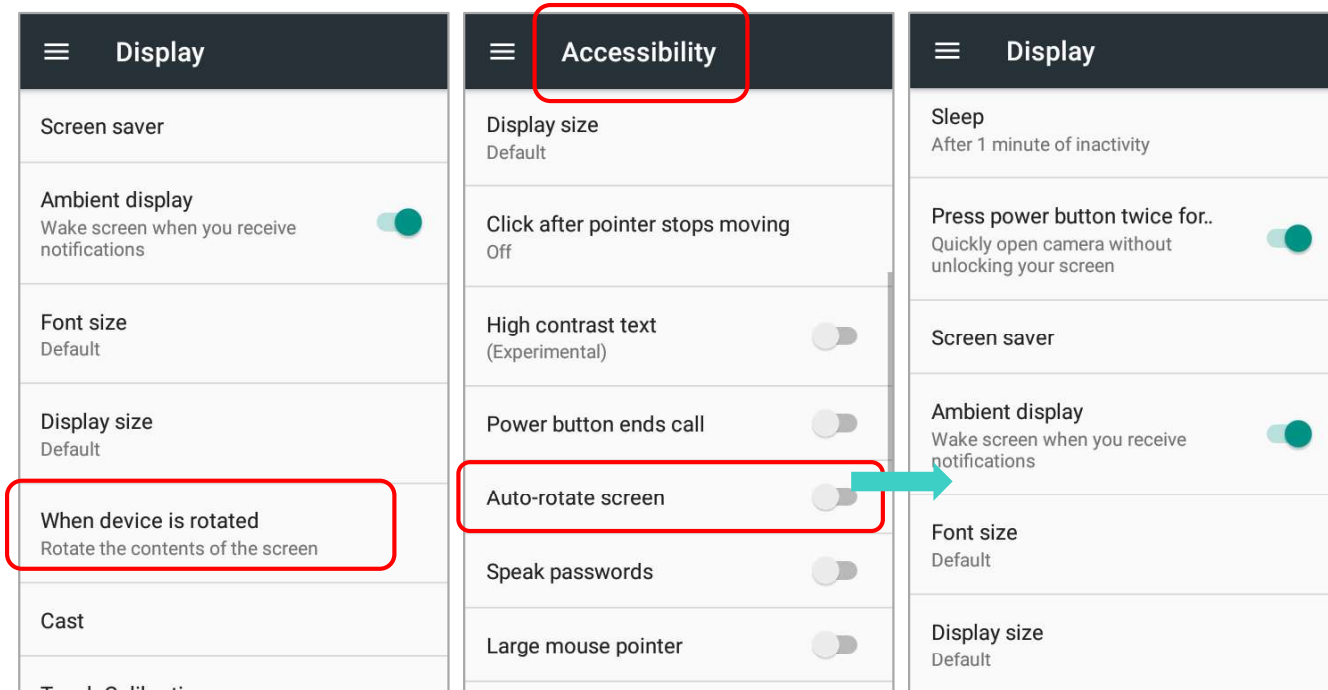 Display
Screen saver
Ambient display
Wake screen when you receive
notifications
Font size
Default
Display size
Default
When device is rotated
Rotate the contents of the screen
Cast
Accessibility
Display size
Default
Click after pointer stops moving
Off
High contrast text
(Experimental)
Power button ends call
Auto-rotate screen
Speak passwords
Large mouse pointer
Display
Sleep
After 1 minute of inactivity
Press power button twice for..
Quickly open camera without
unlocking your screen
Screen saver
Ambient display
Wake screen when you receive
notifications
Font size
Default
Display size
Default